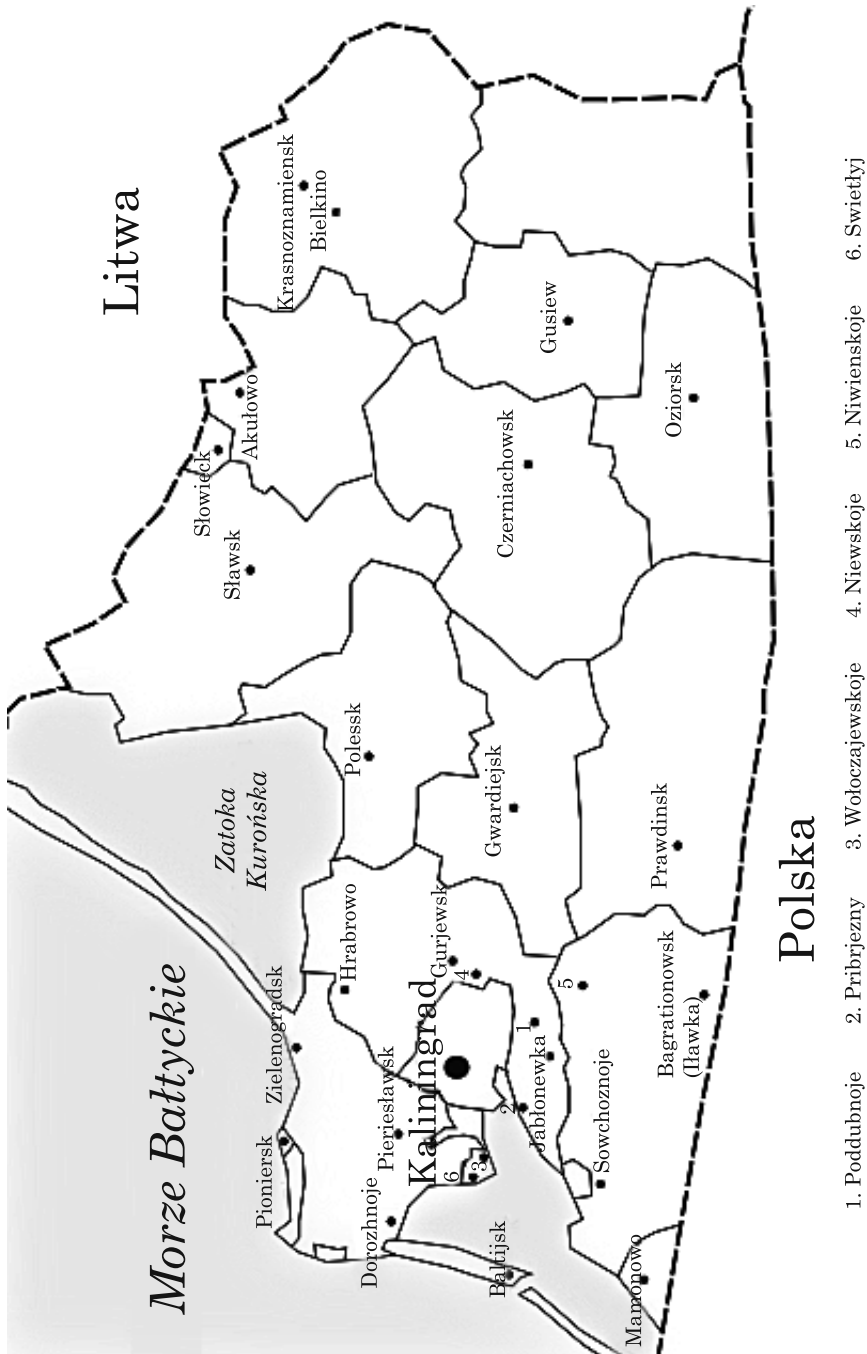 Morze Bałtyckie
Litwa
Polska
Zatoka
Kurońska
Pioniersk
Zielenogradsk
Hrabrowo
Polessk
Sławsk
Słowieck
Akułowo
Krasnoznamiensk
Bielkino
Dorozhnoje
Pieriesławsk
Kaliningrad
Gurjewsk
4
6
3
2
1
Jabłonewka
5
Gwardiejsk
Czerniachowsk
Gusiew
Oziorsk
Prawdinsk
Baltijsk
Sowchoznoje
Bagrationowsk
(Iławka)
Mamonowo
1. Poddubnoje 2. Pribrjezny 3. Wołoczajewskoje 4. Niewskoje 5. Niwienskoje 6. Swietłyj